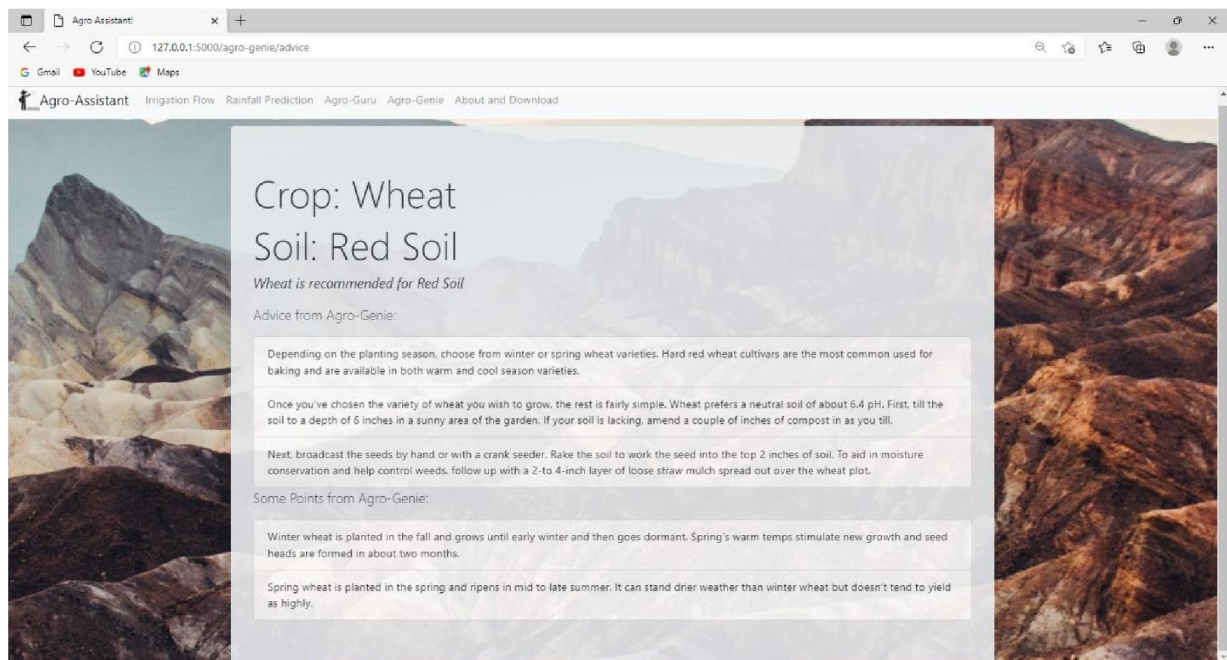 Agro Assistant!
127.0.0.1:5000/agro-genie/advice
Gmail YouTube Maps
Agro-Assistant Irrigation Flow Rainfall Prediction Agro-Guru Agro-Genie About and Download
Crop: Wheat
Soil: Red Soil
Wheat is recommended for Red Soil
Advice from Agro-Genie:
Depending on the planting season, choose from winter or spring wheat varieties. Hard red wheat cultivars are the most common used for
baking and are available in both warm and cool season varieties.
Once you've chosen the variety of wheat you wish to grow, the rest is fairly simple. Wheat prefers a neutral soil of about 6.4 pH. First, till the
soil to a depth of 6 inches in a sunny area of the garden. If your soil is lacking, amend a couple of inches of compost in as you till.
Next, broadcast the seeds by hand or with a crank seeder. Rake the soil to work the seed into the top 2 inches of soil. To aid in moisture
conservation and help control weeds, follow up with a 2-to 4-inch layer of loose straw mulch spread out over the wheat plot.
Some Points from Agro-Genie:
Winter wheat is planted in the fall and grows until early winter and then goes dormant. Spring's warm temps stimulate new growth and seed
heads are formed in about two months.
Spring wheat is planted in the spring and ripens in mid to late summer. It can stand drier weather than winter wheat but doesn't tend to yield
as highly.